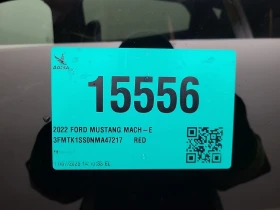 15556
2022 FORD MUSTANG MACH-E
3FMTK1SS0NMA47217 RED